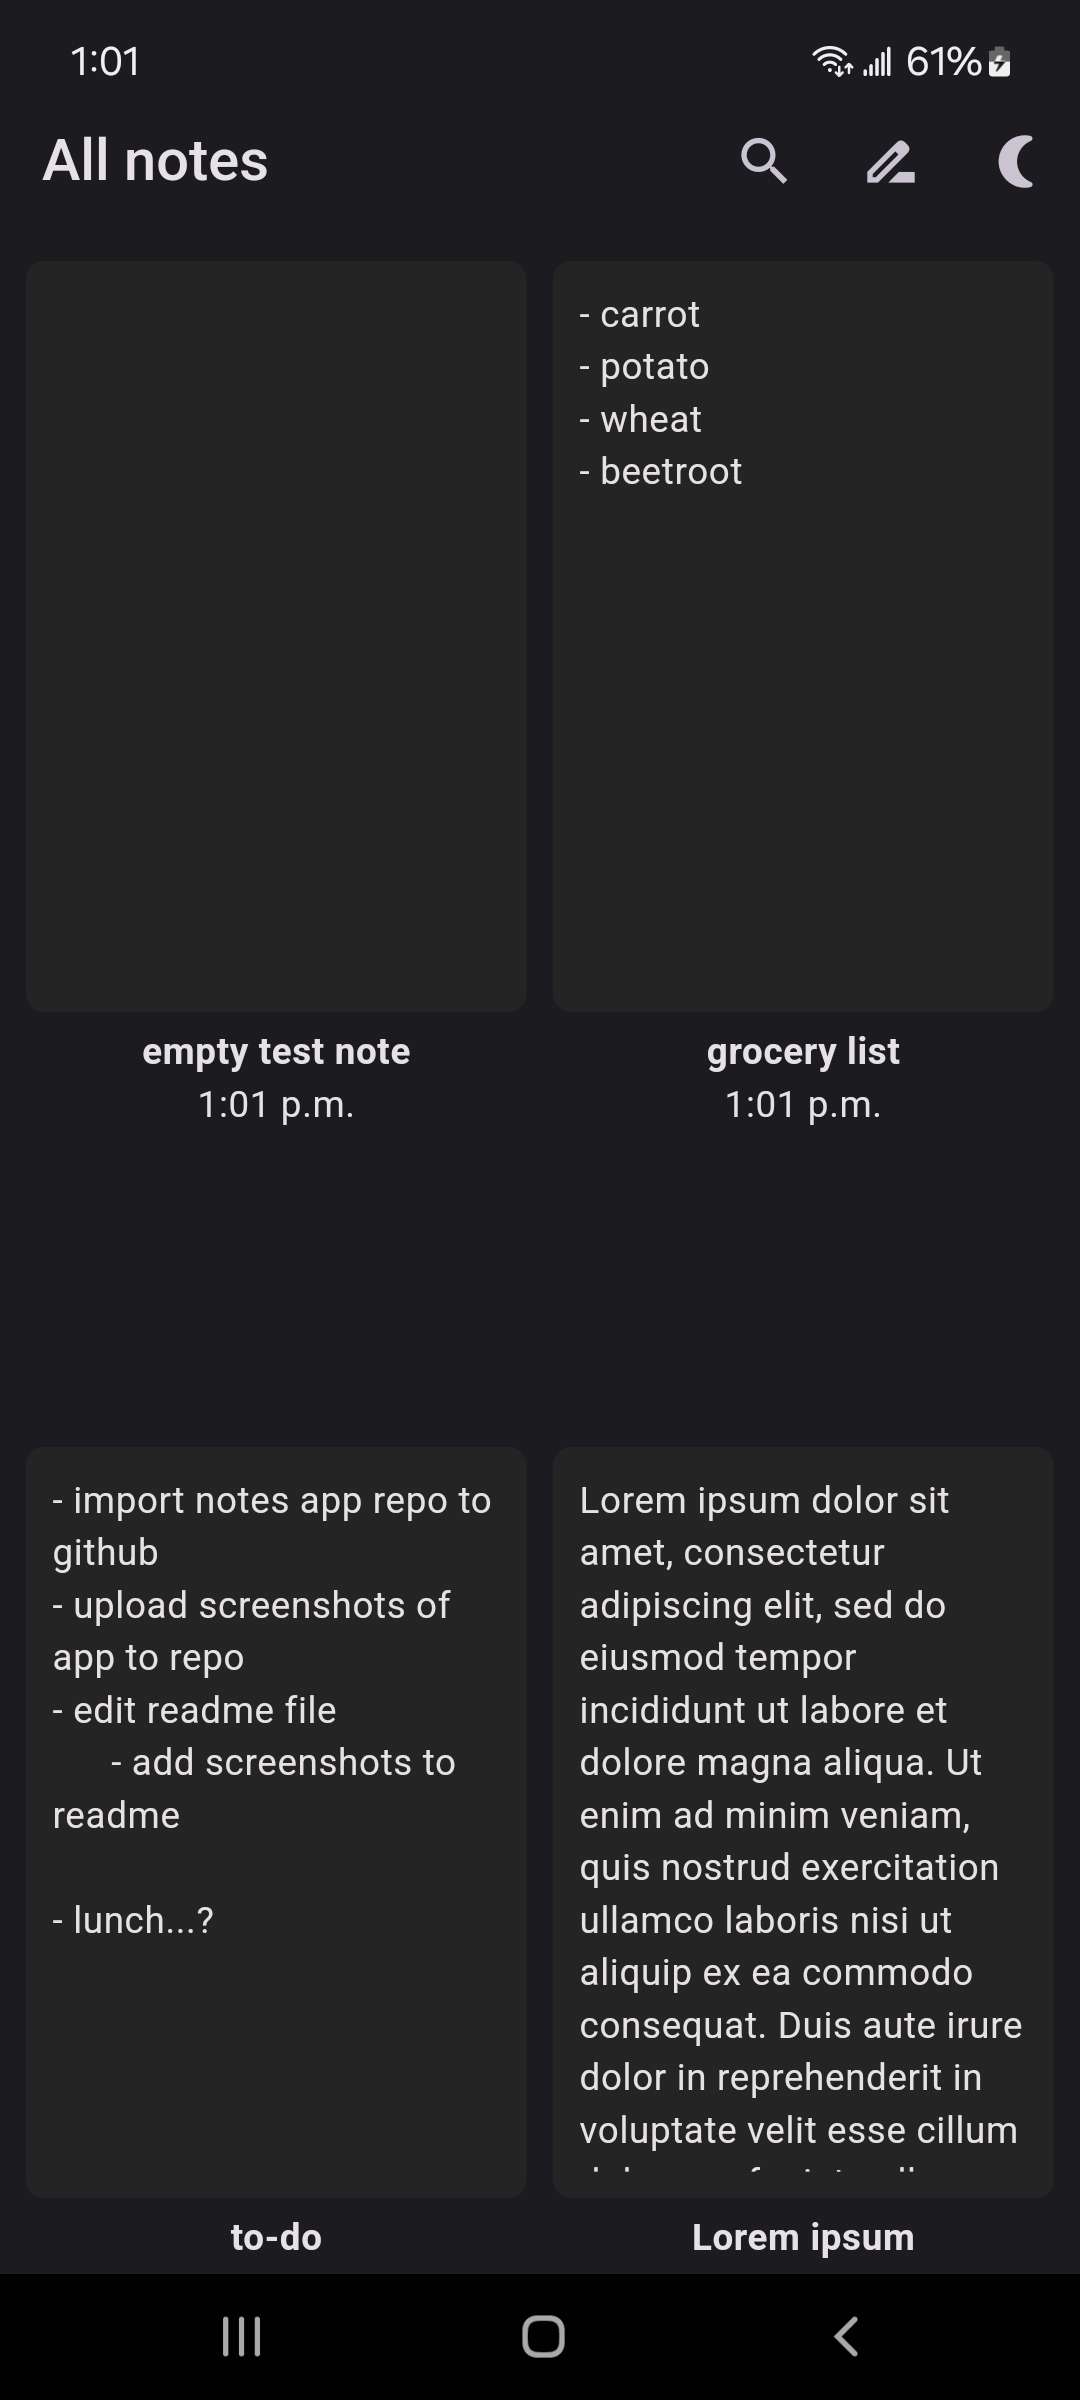 1:01
61%
All notes
- carrot
- potato
- wheat
- beetroot
empty test note
1:01 p.m.
grocery list
1:01 p.m.
- import notes app repo to
github
- upload screenshots of
app to repo
- edit readme file
- add screenshots to
readme
- lunch...?
to-do
Lorem ipsum dolor sit
amet, consectetur
adipiscing elit, sed do
eiusmod tempor
incididunt ut labore et
dolore magna aliqua. Ut
enim ad minim veniam,
quis nostrud exercitation
ullamco laboris nisi ut
aliquip ex ea commodo
consequat. Duis aute irure
dolor in reprehenderit in
voluptate velit esse cillum
Lorem ipsum